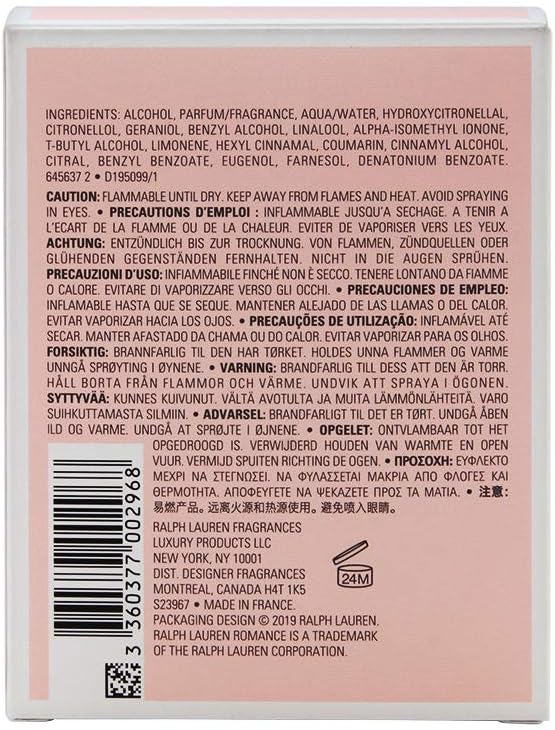 INGREDIENTS: ALCOHOL, PARFUM/FRAGRANCE, AQUA/WATER, HYDROXYCITRONELLAL,
CITRONELLOL, GERANIOL, BENZYL ALCOHOL, LINALOOL, ALPHA-ISOMETHYL IONONE,
T-BUTYL ALCOHOL, LIMONENE, HEXYL CINNAMAL, COUMARIN, CINNAMYL ALCOHOL,
CITRAL, BENZYL BENZOATE, EUGENOL, FARNESOL, DENATONIUM BENZOATE.
645637 2 • D195099/1
CAUTION: FLAMMABLE UNTIL DRY. KEEP AWAY FROM FLAMES AND HEAT. AVOID SPRAYING
IN EYES. • PRECAUTIONS D'EMPLOI : INFLAMMABLE JUSQU'A SECHAGE. A TENIR A
L'ECART DE LA FLAMME OU DE LA CHALEUR. EVITER DE VAPORISER VERS LES YEUX.
ACHTUNG: ENTZÜNDLICH BIS ZUR TROCKNUNG. VON FLAMMEN, ZÜNDQUELLEN ODER
GLÜHENDEN GEGENSTÄNDEN FERNHALTEN. NICHT IN DIE AUGEN SPRÜHEN.
PRECAUZIONI D'USO: INFIAMMABILE FINCHÉ NON È SECCO. TENERE LONTANO DA FIAMME
O CALORE. EVITARE DI VAPORIZZARE VERSO GLI OCCHI. • PRECAUCIONES DE EMPLEO:
INFLAMABLE HASTA QUE SE SEQUE. MANTENER ALEJADO DE LAS LLAMAS O DEL CALOR.
EVITAR VAPORIZAR HACIA LOS OJOS. • PRECAUÇÕES DE UTILIZAÇÃO: INFLAMÁVEL ATÉ
SECAR. MANTER AFASTADO DA CHAMA OU DO CALOR. EVITAR VAPORIZAR PARA OS OLHOS.
FORSIKTIG: BRANNFARLIG TIL DEN HAR TØRKET. HOLDES UNNA FLAMMER OG VARME
UNNGÅ SPRØYTING I ØYNENE. • VARNING: BRANDFARLIG TILL DESS ATT DEN ÄR TORR.
HÅLL BORTA FRÅN FLAMMOR OCH VÄRME. UNDVIK ATT SPRAYA I ÖGONEN.
SYTTYVÄÄ: KUNNES KUIVUNUT. VÄLTÄ AVOTULTA JA MUITA LÄMMÖNLÄHTEITÄ. VARO
SUIHKUTTAMASTA SILMIIN. • ADVARSEL: BRANDFARLIGT TIL DET ER TØRT. UNDGÅ ÅBEN
ILD OG VARME. UNDGÅ AT SPRØJTE I ØJNENE. • OPGELET: ONTVLAMBAAR TOT HET
OPGEDROOGD IS. VERWIJDERD HOUDEN VAN WARMTE EN OPEN
VUUR. VERMIJD SPUITEN RICHTING DE OGEN. • ΠΡΟΣΟΧΗ: ΕΥΦΛΕΚΤΟ
ΜΕΧΡΙ ΝΑ ΣΤΕΓΝΩΣΕΙ. ΝΑ ΦΥΛΑΣΣΕΤΑΙ ΜΑΚΡΙΑ ΑΠΟ ΦΛΟΓΕΣ ΚΑΙ
ΘΕΡΜΟΤΗΤΑ. ΑΠΟΦΕΥΓΕΤΕ ΝΑ ΨΕΚΑΖΕΤΕ ΠΡΟΣ ΤΑ ΜΑΤΙΑ. • 注意:
易燃产品。远离火源和热源使用。避免喷入眼睛。
RALPH LAUREN FRAGRANCES
LUXURY PRODUCTS LLC
NEW YORK, NY 10001
DIST. DESIGNER FRAGRANCES
MONTREAL, CANADA H4T 1K5
S23967 • MADE IN FRANCE.
PACKAGING DESIGN © 2019 RALPH LAUREN.
RALPH LAUREN ROMANCE IS A TRADEMARK
OF THE RALPH LAUREN CORPORATION.
24M
3 360377 002968